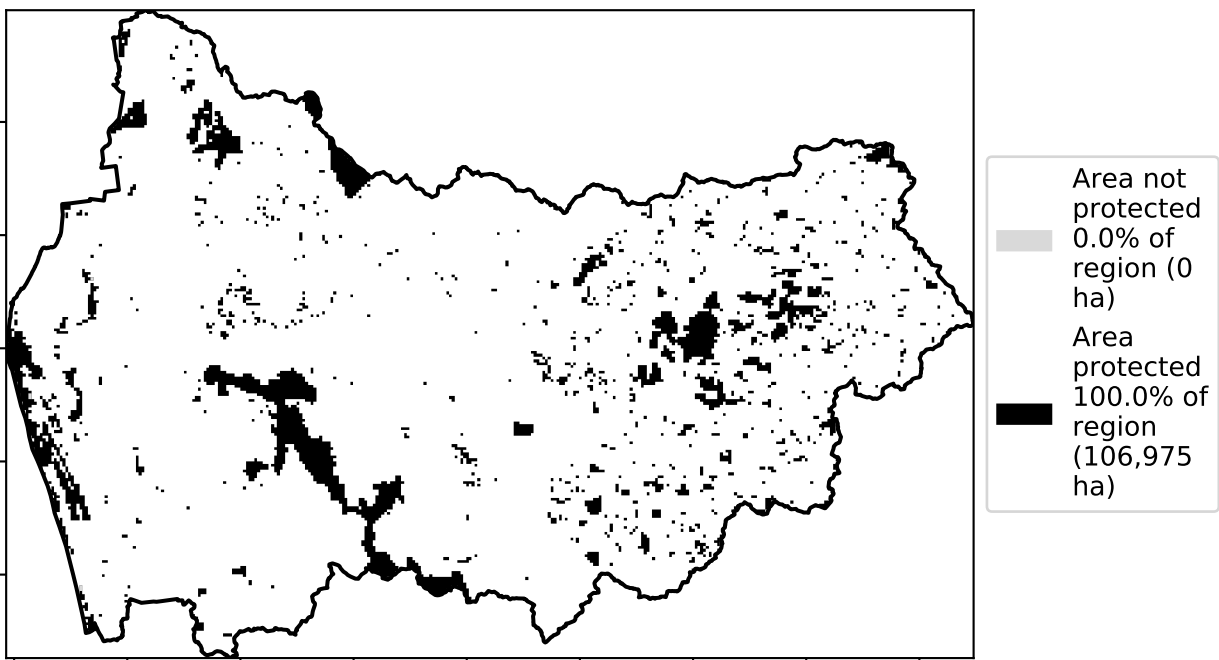 Area not
protected
0.0% of
region (0
ha)
Area
protected
100.0% of
region
(106,975
ha)